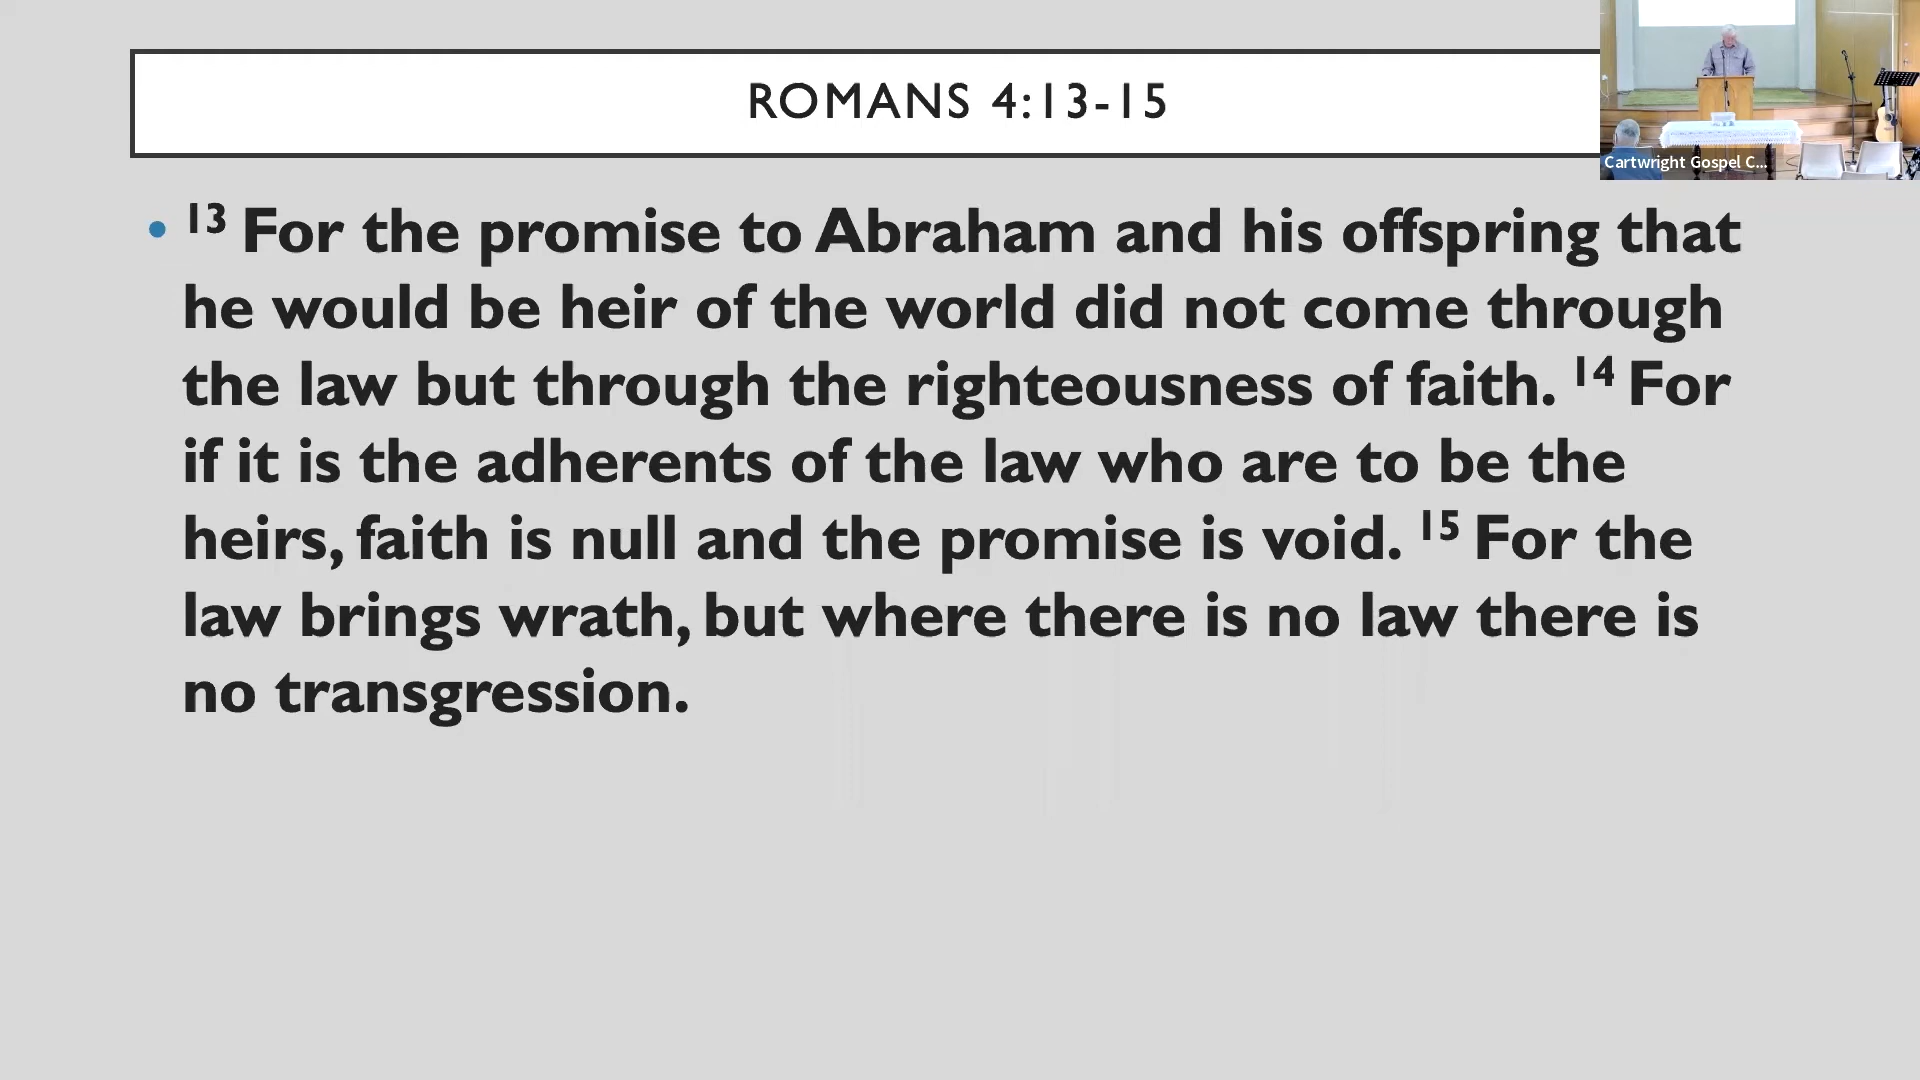 ROMANS 4:13-15
Cartwright Gospel C...
• 13 For the promise to Abraham and his offspring that
he would be heir of the world did not come through
the law but through the righteousness of faith. 14 For
if it is the adherents of the law who are to be the
heirs, faith is null and the promise is void. 15 For the
law brings wrath, but where there is no law there is
no transgression.